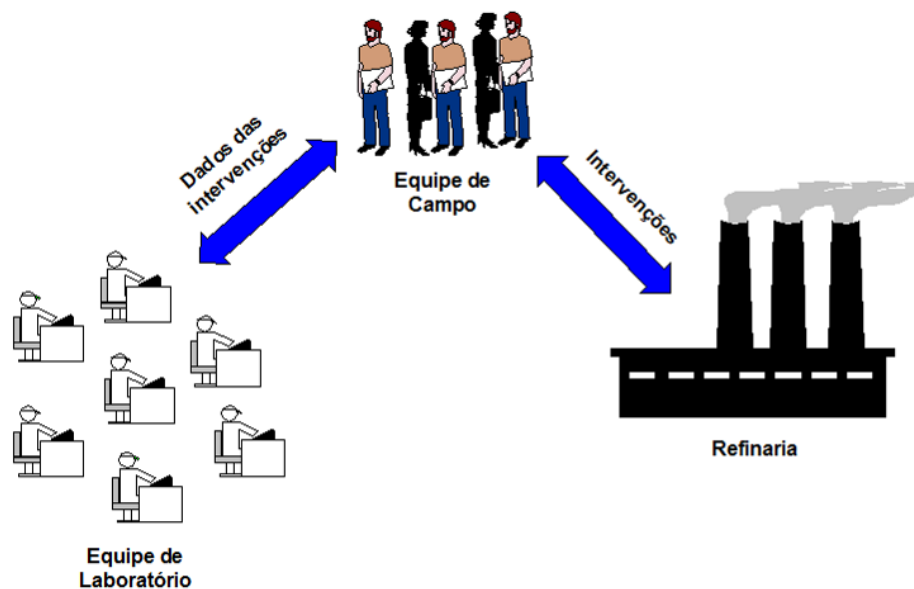 Dados das
intervenções
Equipe de
Campo
Intervenções
Refinaria
Equipe de
Laboratório